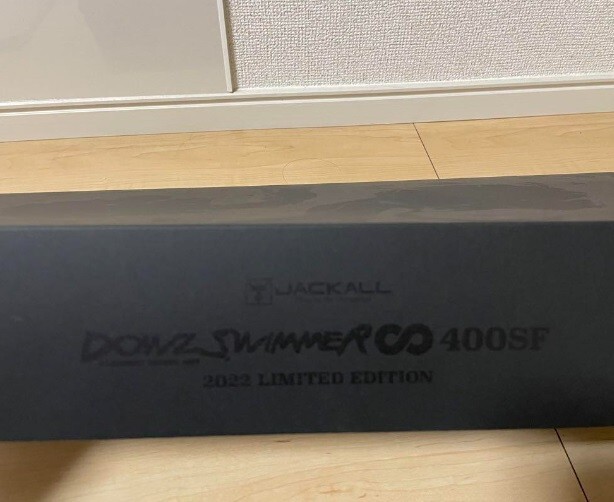 JACKALL
DOWZ SWIMMER 400SF
2022 LIMITED EDITION